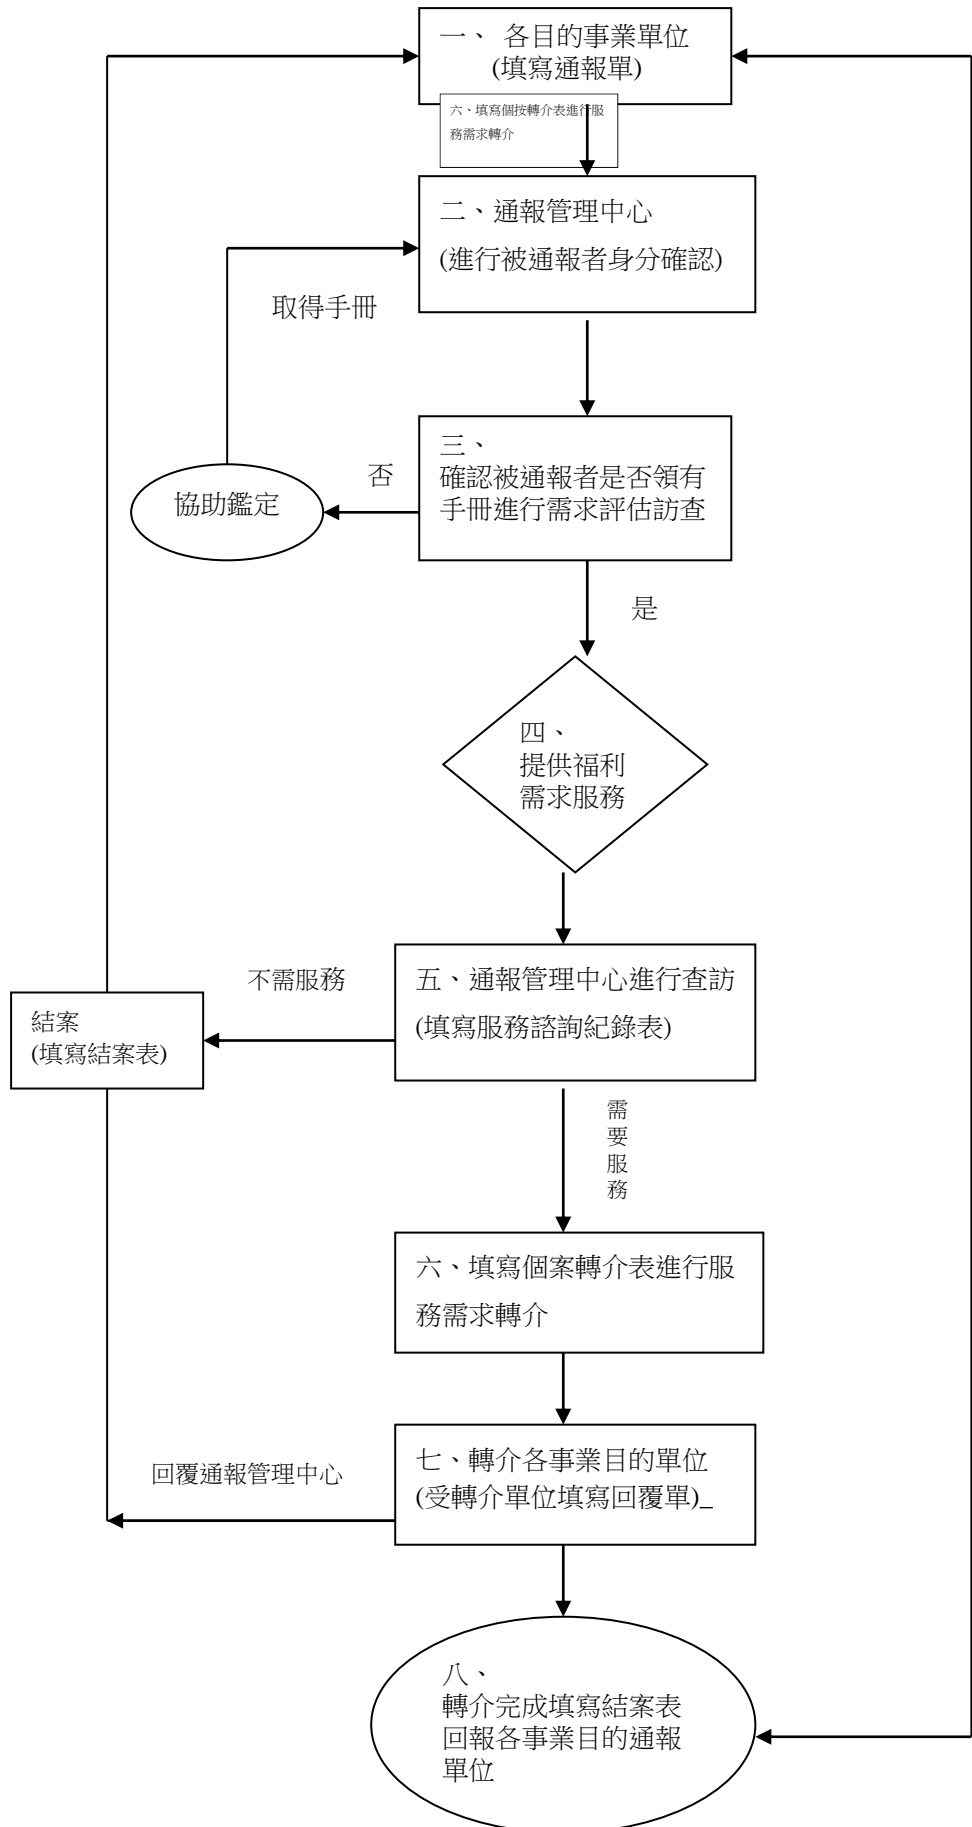 一、 各目的事業單位
(填寫通報單)
六、填寫個按轉介表進行服
務需求轉介
二、通報管理中心
(進行被通報者身分確認)
取得手冊
三、
確認被通報者是否領有
手冊進行需求評估訪查
否
協助鑑定
是
四、
提供福利
需求服務
五、通報管理中心進行查訪
(填寫服務諮詢紀錄表)
不需服務
結案
(填寫結案表)
需
要
服
務
六、填寫個案轉介表進行服
務需求轉介
七、轉介各事業目的單位
(受轉介單位填寫回覆單)_
回覆通報管理中心
八、
轉介完成填寫結案表
回報各事業目的通報
單位